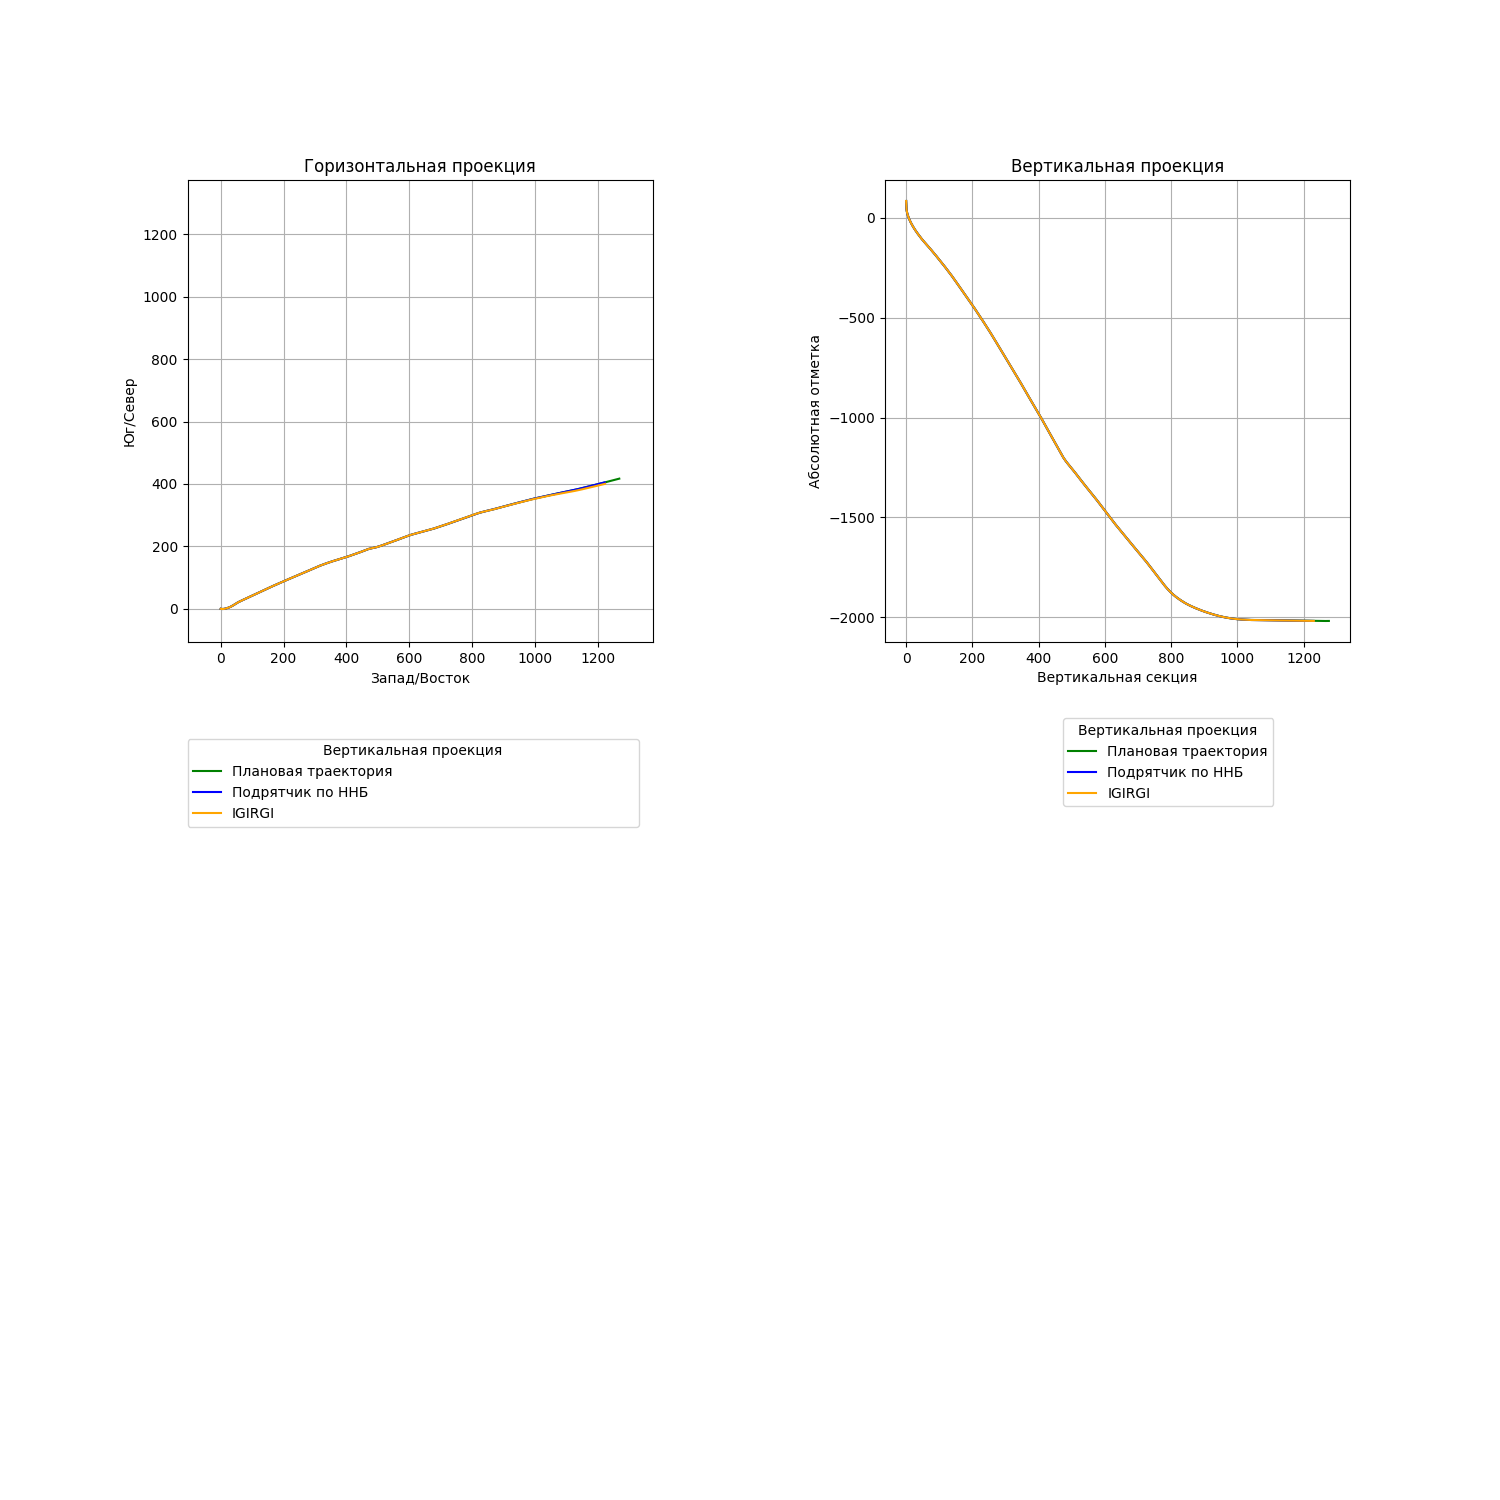 Горизонтальная проекция
1200
1000
800
600
400
200
0
Юг/Север
0 200 400 600 800 1000 1200
Запад/Восток
Вертикальная проекция
Плановая траектория
Подрятчик по ННБ
IGIRGI
Вертикальная проекция
0
−500
−1000
−1500
−2000
Абсолютная отметка
0 200 400 600 800 1000 1200
Вертикальная секция
Вертикальная проекция
Плановая траектория
Подрятчик по ННБ
IGIRGI